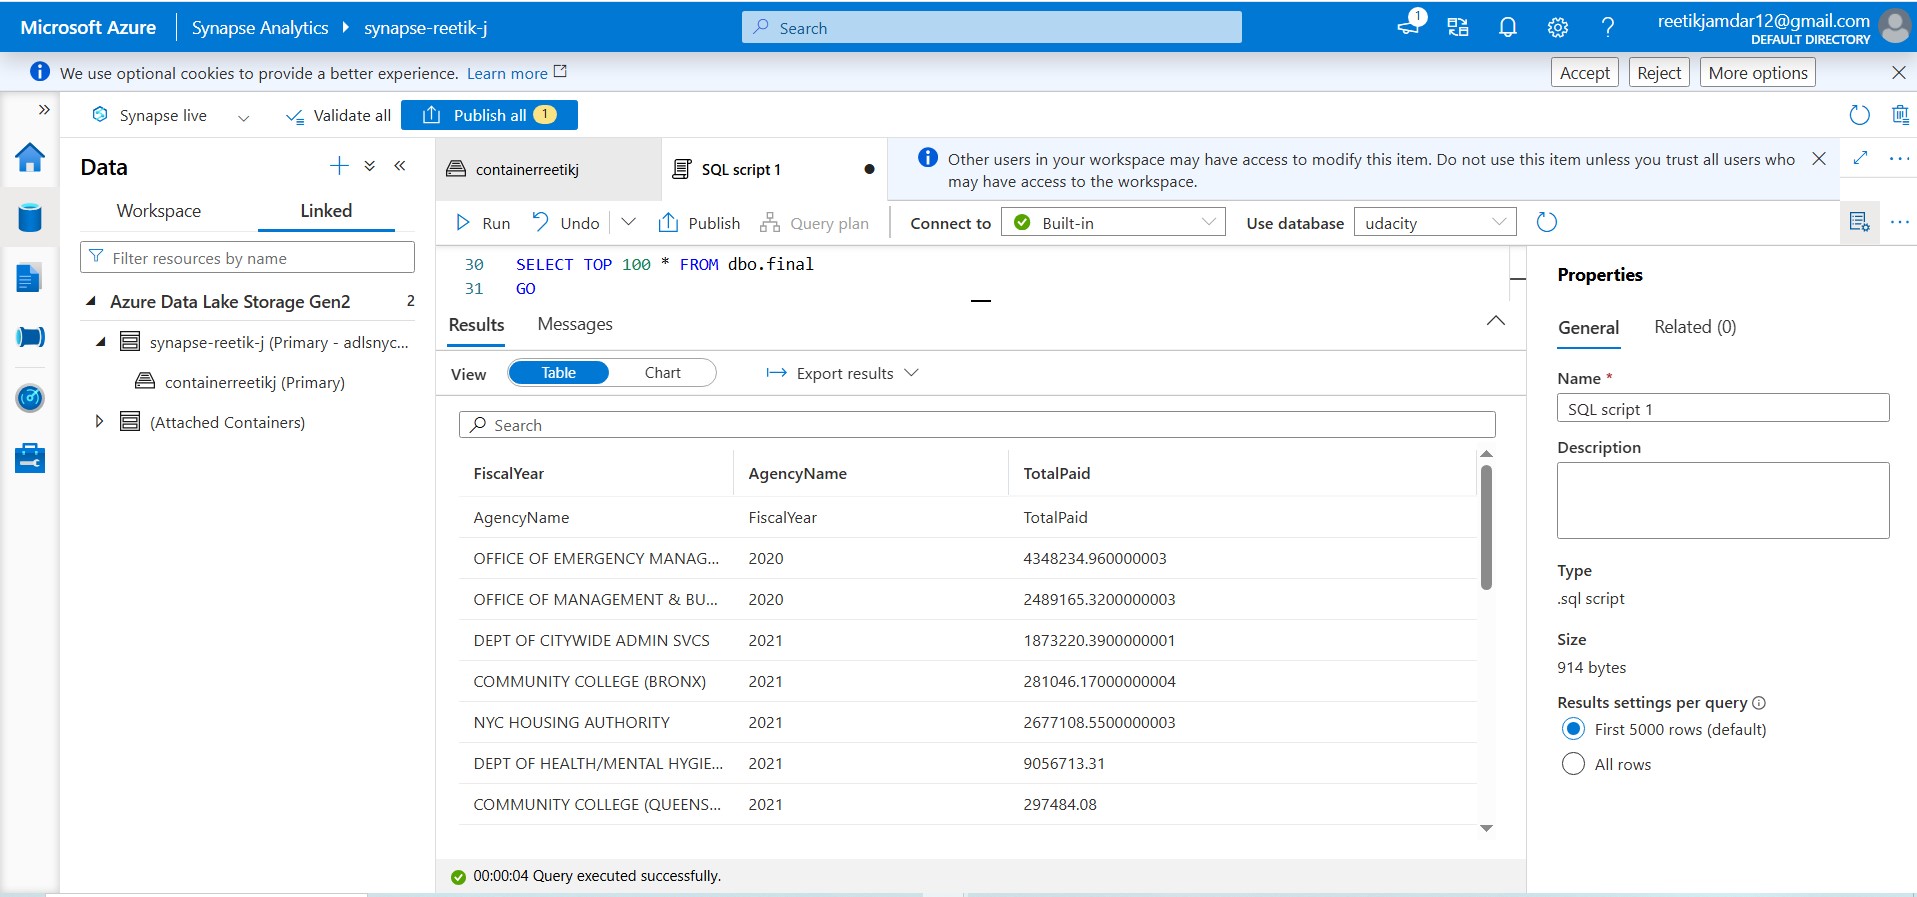 Microsoft Azure
Synapse Analytics
synapse-reetik-j
Search
1
reetikjamdar12@gmail.com
DEFAULT DIRECTORY
We use optional cookies to provide a better experience. Learn more
Accept
Reject
More options
Synapse live
Validate all
Publish all 1
Data
Workspace
Linked
Filter resources by name
Azure Data Lake Storage Gen2 2
synapse-reetik-j (Primary - adlsnyc...
containerreetikj (Primary)
(Attached Containers)
containerreetikj
SQL script 1
Other users in your workspace may have access to modify this item. Do not use this item unless you trust all users who
may have access to the workspace.
Run
Undo
Publish
Query plan
Connect to
Built-in
Use database
udacity
30 SELECT TOP 100 * FROM dbo.final
31 GO
Results
Messages
View
Table
Chart
Export results
Search
FiscalYear AgencyName TotalPaid
AgencyName FiscalYear TotalPaid
OFFICE OF EMERGENCY MANAG... 2020 4348234.960000003
OFFICE OF MANAGEMENT & BU... 2020 2489165.3200000003
DEPT OF CITYWIDE ADMIN SVCS 2021 1873220.3900000001
COMMUNITY COLLEGE (BRONX) 2021 281046.17000000004
NYC HOUSING AUTHORITY 2021 2677108.5500000003
DEPT OF HEALTH/MENTAL HYGIE... 2021 9056713.31
COMMUNITY COLLEGE (QUEENS... 2021 297484.08
00:00:04 Query executed successfully.
Properties
General
Related (0)
Name *
SQL script 1
Description
Type
.sql script
Size
914 bytes
Results settings per query
First 5000 rows (default)
All rows